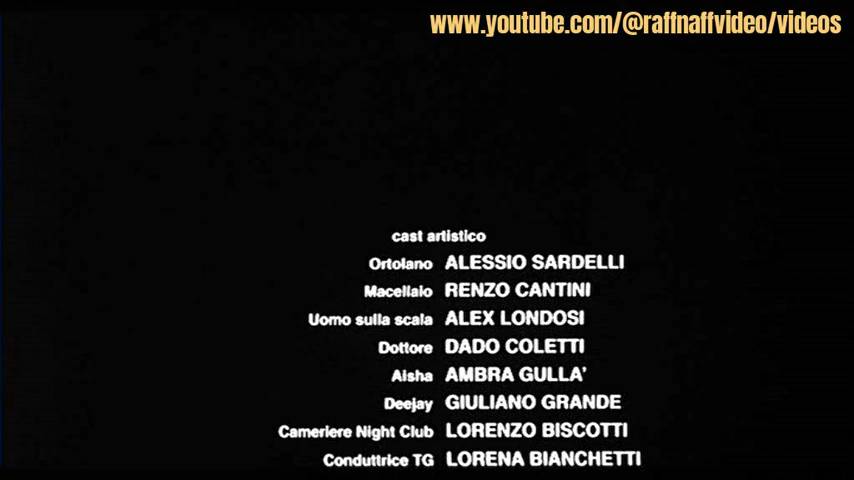 www.youtube.com/@raffnaffvideo/videos
cast artistico
Ortolano ALESSIO SARDELLI
Macellaio RENZO CANTINI
Uomo sulla scala ALEX LONDOSI
Dottore DADO COLETTI
Aisha AMBRA GULLA'
Deejay GIULIANO GRANDE
Cameriere Night Club LORENZO BISCOTTI
Conduttrice TG LORENA BIANCHETTI